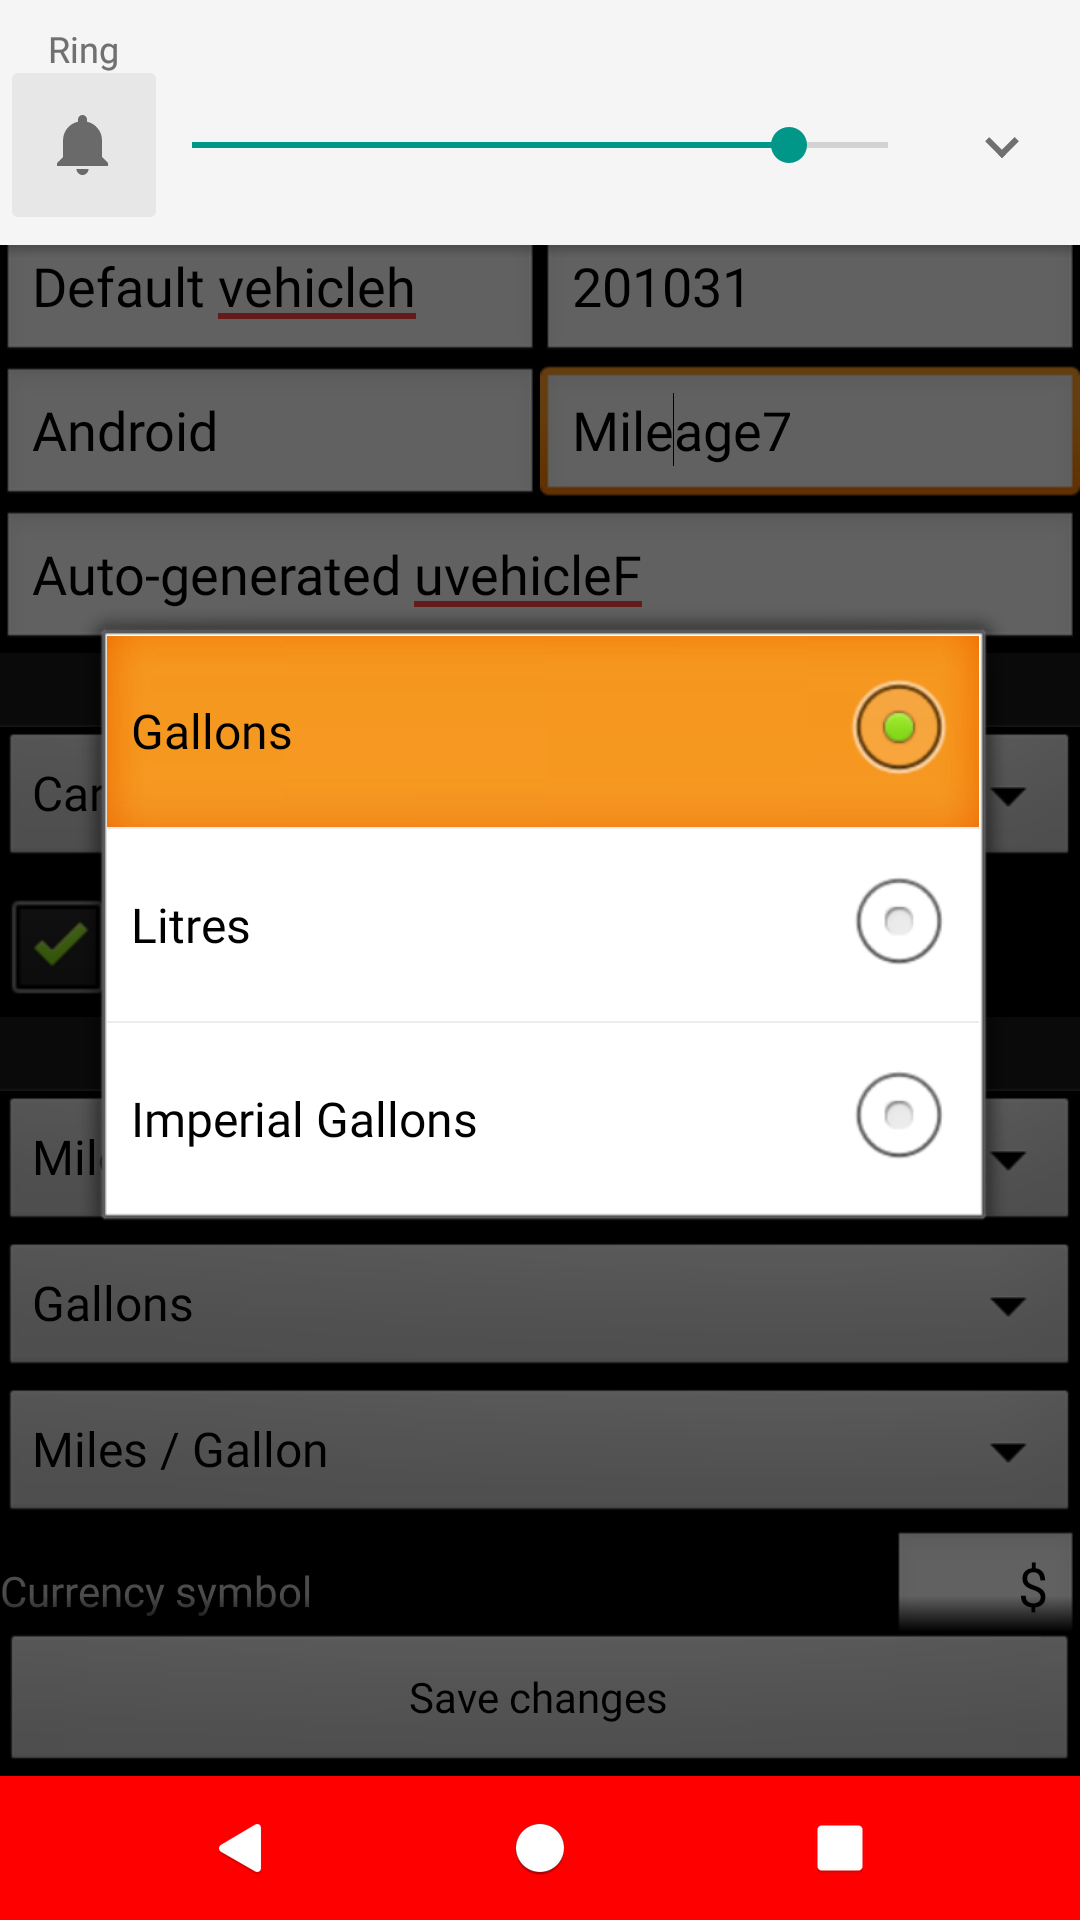 Ring
Default vehicleh
201031
Android
Mileage7
Auto-generated uvehicleF
Gallons
Car
Litres
Imperial Gallons
Gallons
Miles / Gallon
Currency symbol
$
Save changes